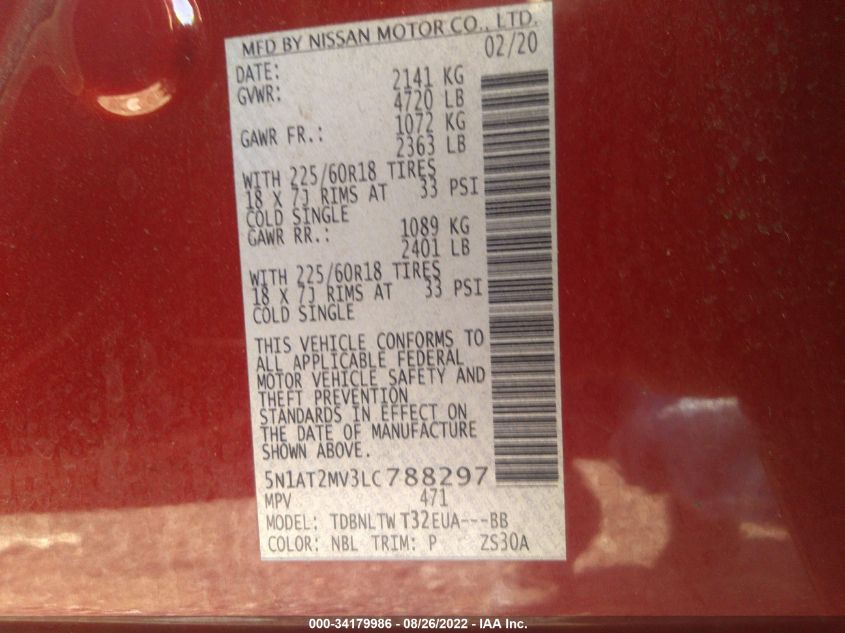 MFD BY NISSAN MOTOR CO., LTD.
DATE: 02/20
GVWR: 2141 KG
4720 LB
GAWR FR.: 1072 KG
2363 LB
WITH 225/60R18 TIRES
18 X 7J RIMS AT 33 PSI
COLD SINGLE
GAWR RR.: 1089 KG
2401 LB
WITH 225/60R18 TIRES
18 X 7J RIMS AT 33 PSI
COLD SINGLE
THIS VEHICLE CONFORMS TO
ALL APPLICABLE FEDERAL
MOTOR VEHICLE SAFETY AND
THEFT PREVENTION
STANDARDS IN EFFECT ON
THE DATE OF MANUFACTURE
SHOWN ABOVE.
5N1AT2MV3LC788297
MPV 471
MODEL: TDBNLTW T32EUA---BB
COLOR: NBL TRIM: P ZS30A
000-34179986 - 08/26/2022 - IAA Inc.